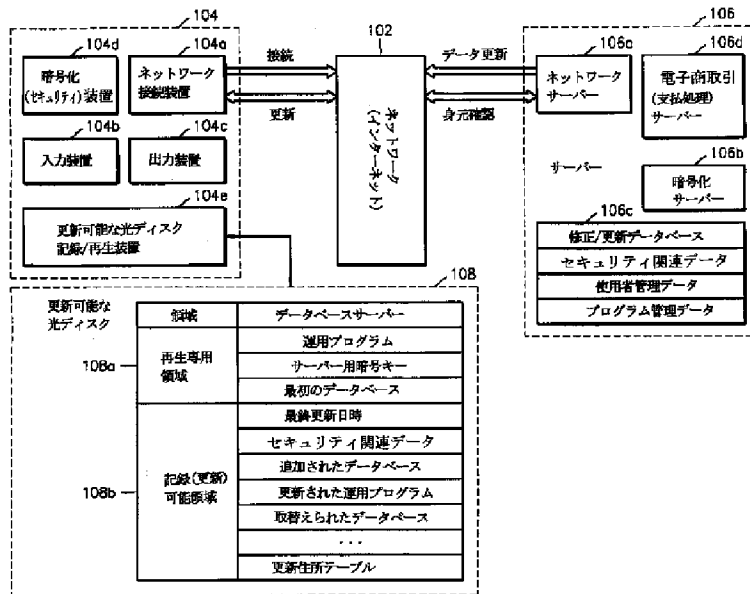 104
104d
暗号化
(セキュリティ)装置
104a
ネットワーク
接続装置
104b
入力装置
104c
出力装置
104e
更新可能な光ディスク
記録/再生装置
接続
更新
102
ネットワーク
(インターネット)
データ更新
身元確認
106
106a
ネットワーク
サーバー
106d
電子商取引
(支払処理)
サーバー
サーバー
106b
暗号化
サーバー
106c
修正/更新データベース
セキュリティ関連データ
使用者管理データ
プログラム管理データ
108
更新可能な
光ディスク
領域
データベースサーバー
108a
再生専用
領域
運用プログラム
サーバー用暗号キー
最初のデータベース
108b
記録(更新)
可能領域
最終更新日時
セキュリティ関連データ
追加されたデータベース
更新された運用プログラム
取替えられたデータベース
...
更新住所テーブル